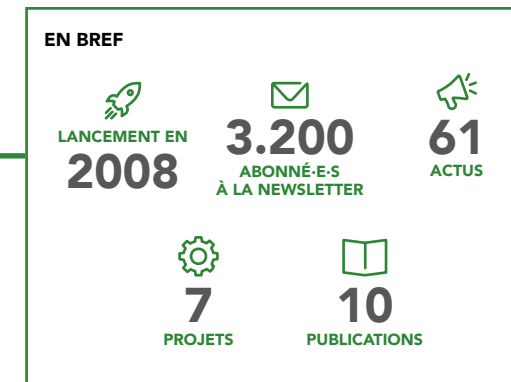 EN BREF
LANCEMENT EN
2008
3.200
ABONNÉ·E·S
À LA NEWSLETTER
61
ACTUS
7
PROJETS
10
PUBLICATIONS